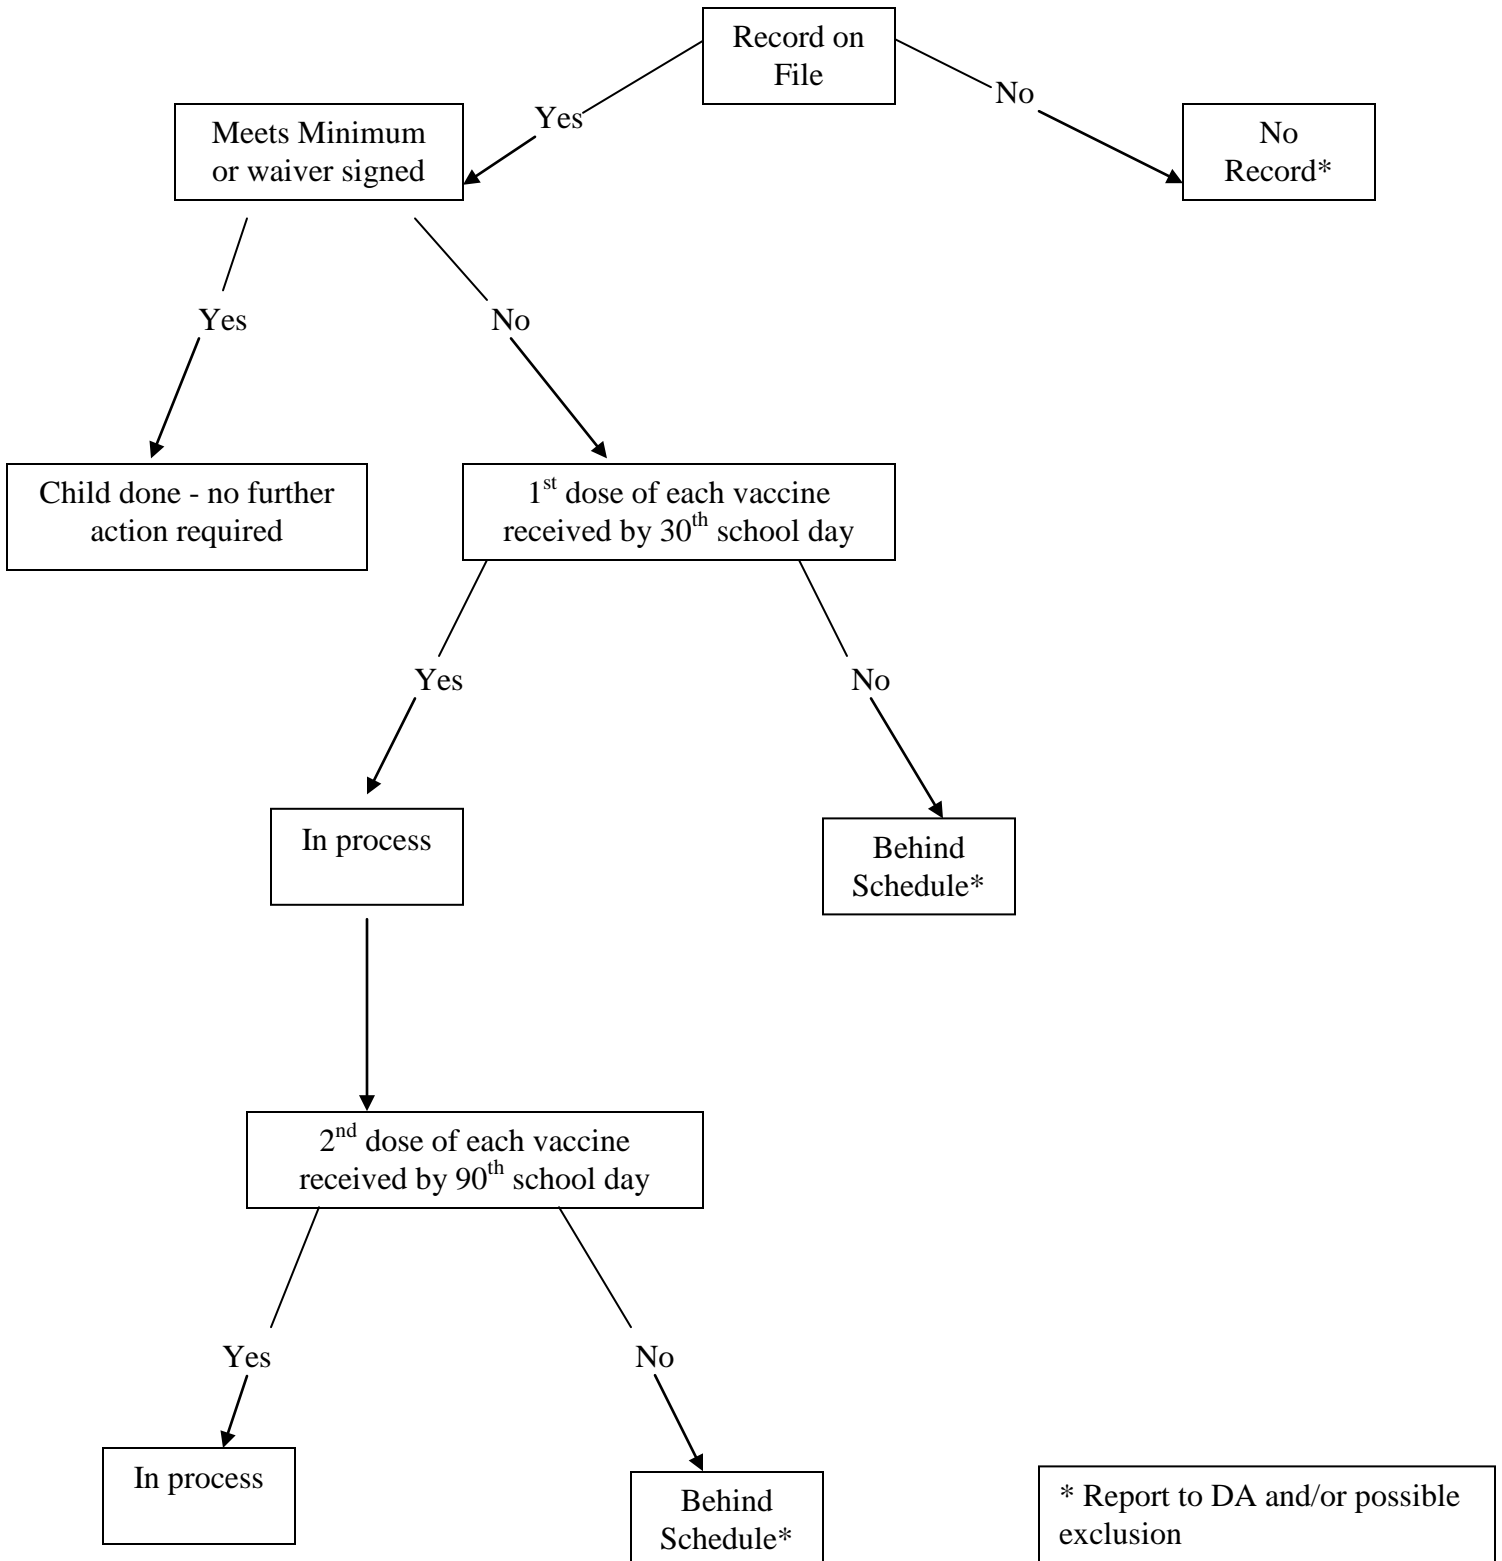 Record on
File
Yes
No
Meets Minimum
or waiver signed
No
Record*
Yes
No
Child done - no further
action required
1st dose of each vaccine
received by 30th school day
Yes
No
In process
Behind
Schedule*
2nd dose of each vaccine
received by 90th school day
Yes
No
In process
Behind
Schedule*
* Report to DA and/or possible
exclusion